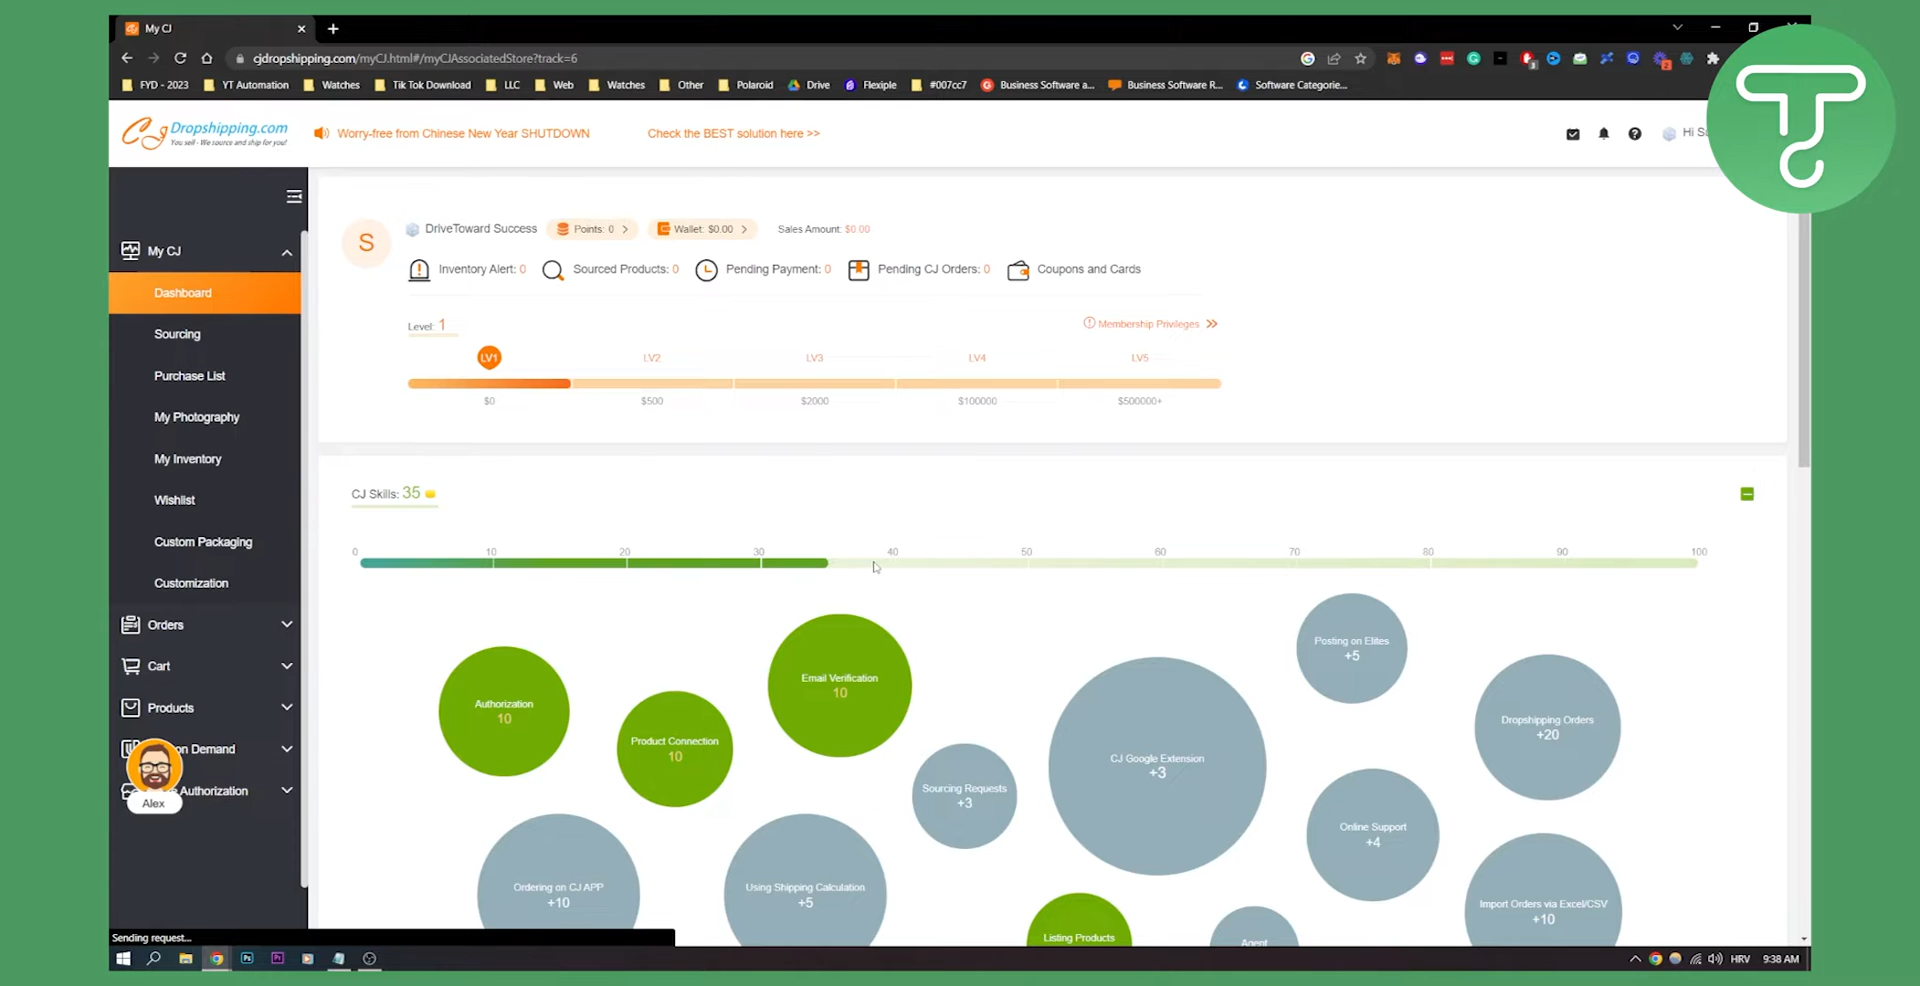 My CJ
cjdropshipping.com/myCJ.html#/myCJAssociatedStore?track=6
FYD - 2023
YT Automation
Watches
Tik Tok Download
LLC
Web
Watches
Other
Polaroid
Drive
Flexiple
#007cc7
Business Software a...
Business Software R...
Software Categorie...
CJ Dropshipping.com
You sell - We source and ship for you!
Worry-free from Chinese New Year SHUTDOWN
Check the BEST solution here >>
Hi
My CJ
Dashboard
Sourcing
Purchase List
My Photography
My Inventory
Wishlist
Custom Packaging
Customization
Orders
Cart
Products
on Demand
Authorization
Alex
S
DriveToward Success
Points: 0
Wallet: $0.00
Sales Amount: $0.00
Inventory Alert: 0
Sourced Products: 0
Pending Payment: 0
Pending CJ Orders: 0
Coupons and Cards
Level: 1
Membership Privileges
LV1 LV2 LV3 LV4 LV5
$0 $500 $2000 $100000 $500000+
CJ Skills: 35
0 10 20 30 40 50 60 70 80 90 100
Authorization
10
Product Connection
10
Email Verification
10
Sourcing Requests
+3
CJ Google Extension
+3
Posting on Elites
+5
Dropshipping Orders
+20
Online Support
+4
Ordering on CJ APP
+10
Using Shipping Calculation
+5
Import Orders via Excel/CSV
+10
Listing Products
Agent
Sending request...
Ps
Pr
HRV
9:38 AM